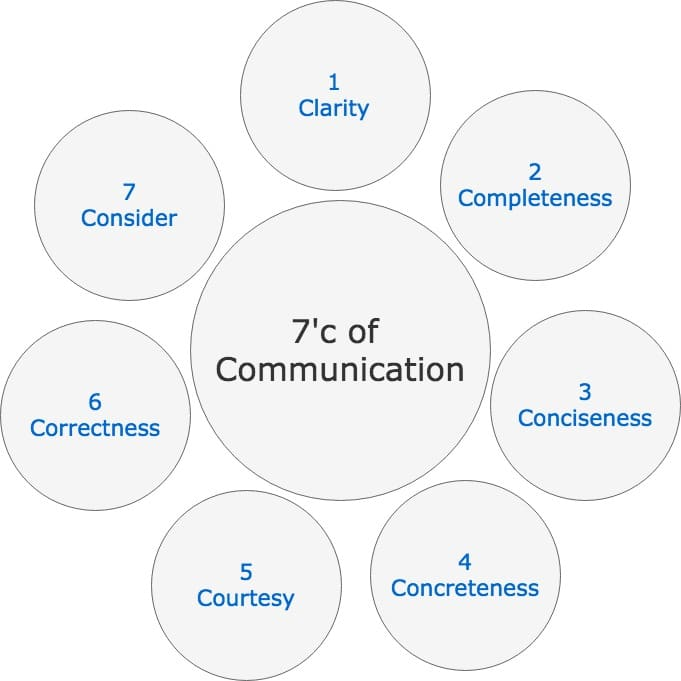 1
Clarity
2
Completeness
3
Conciseness
4
Concreteness
5
Courtesy
6
Correctness
7
Consider
7'c of
Communication